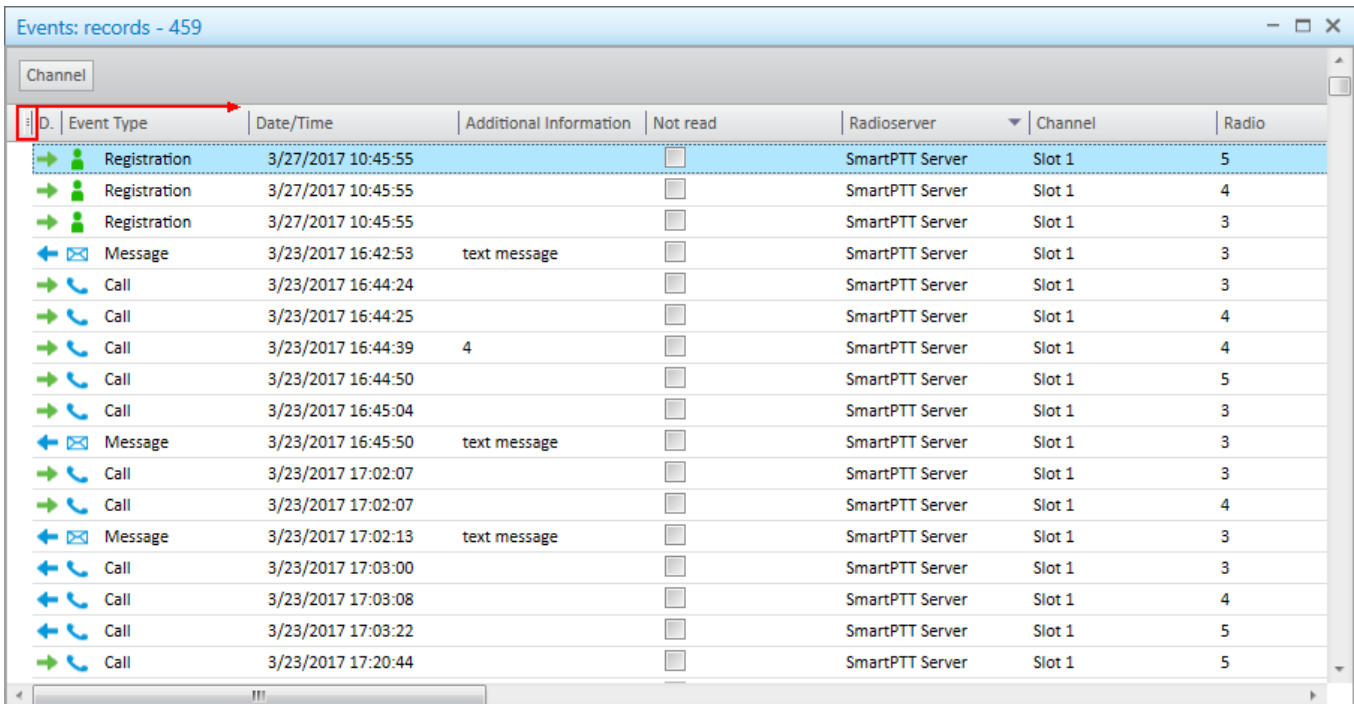 Events: records - 459
Channel
D. Event Type Date/Time Additional Information Not read Radioserver Channel Radio
Registration 3/27/2017 10:45:55 SmartPTT Server Slot 1 5
Registration 3/27/2017 10:45:55 SmartPTT Server Slot 1 4
Registration 3/27/2017 10:45:55 SmartPTT Server Slot 1 3
Message 3/23/2017 16:42:53 text message SmartPTT Server Slot 1 3
Call 3/23/2017 16:44:24 SmartPTT Server Slot 1 3
Call 3/23/2017 16:44:25 SmartPTT Server Slot 1 4
Call 3/23/2017 16:44:39 4 SmartPTT Server Slot 1 4
Call 3/23/2017 16:44:50 SmartPTT Server Slot 1 5
Call 3/23/2017 16:45:04 SmartPTT Server Slot 1 3
Message 3/23/2017 16:45:50 text message SmartPTT Server Slot 1 3
Call 3/23/2017 17:02:07 SmartPTT Server Slot 1 3
Call 3/23/2017 17:02:07 SmartPTT Server Slot 1 4
Message 3/23/2017 17:02:13 text message SmartPTT Server Slot 1 3
Call 3/23/2017 17:03:00 SmartPTT Server Slot 1 3
Call 3/23/2017 17:03:08 SmartPTT Server Slot 1 4
Call 3/23/2017 17:03:22 SmartPTT Server Slot 1 5
Call 3/23/2017 17:20:44 SmartPTT Server Slot 1 5